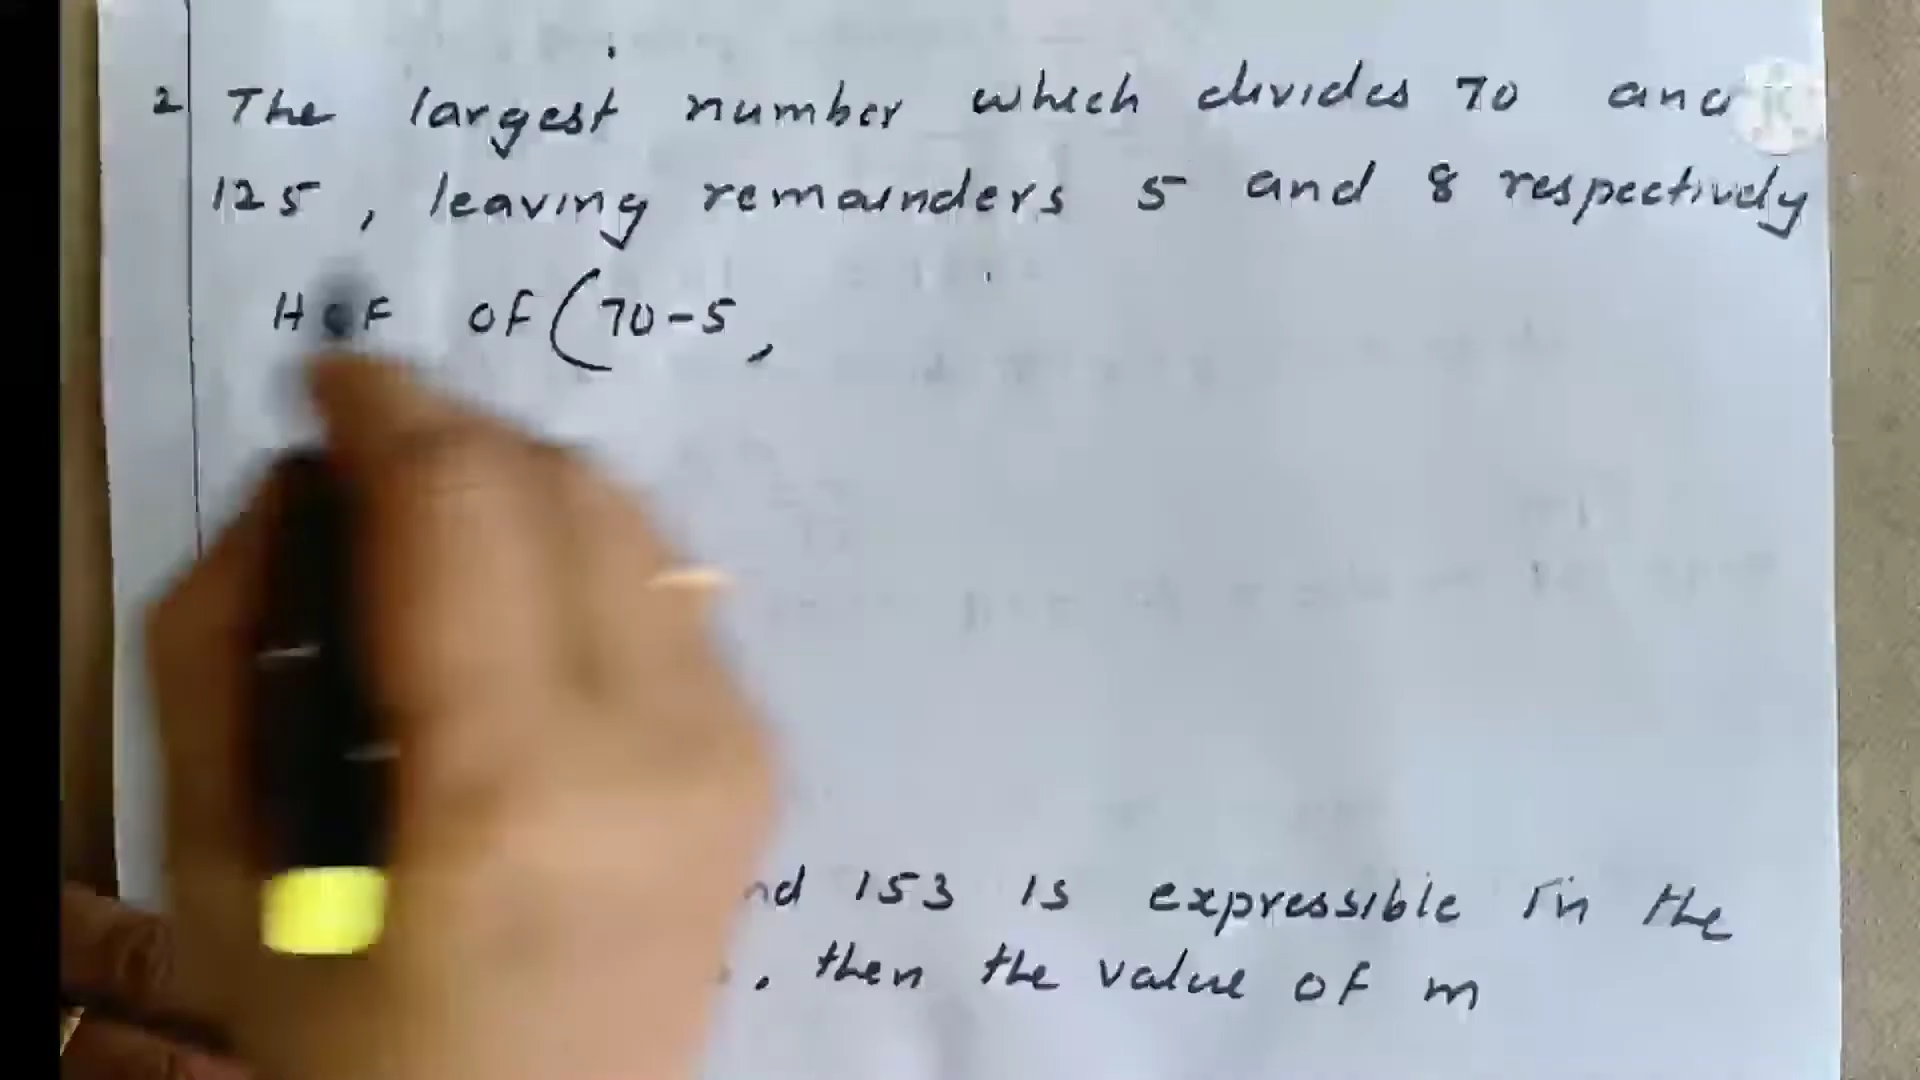 2 The largest number which divides 70 and
125, leaving remainders 5 and 8 respectively
HCF of (70-5,
153 is expressible in the
, then the value of m